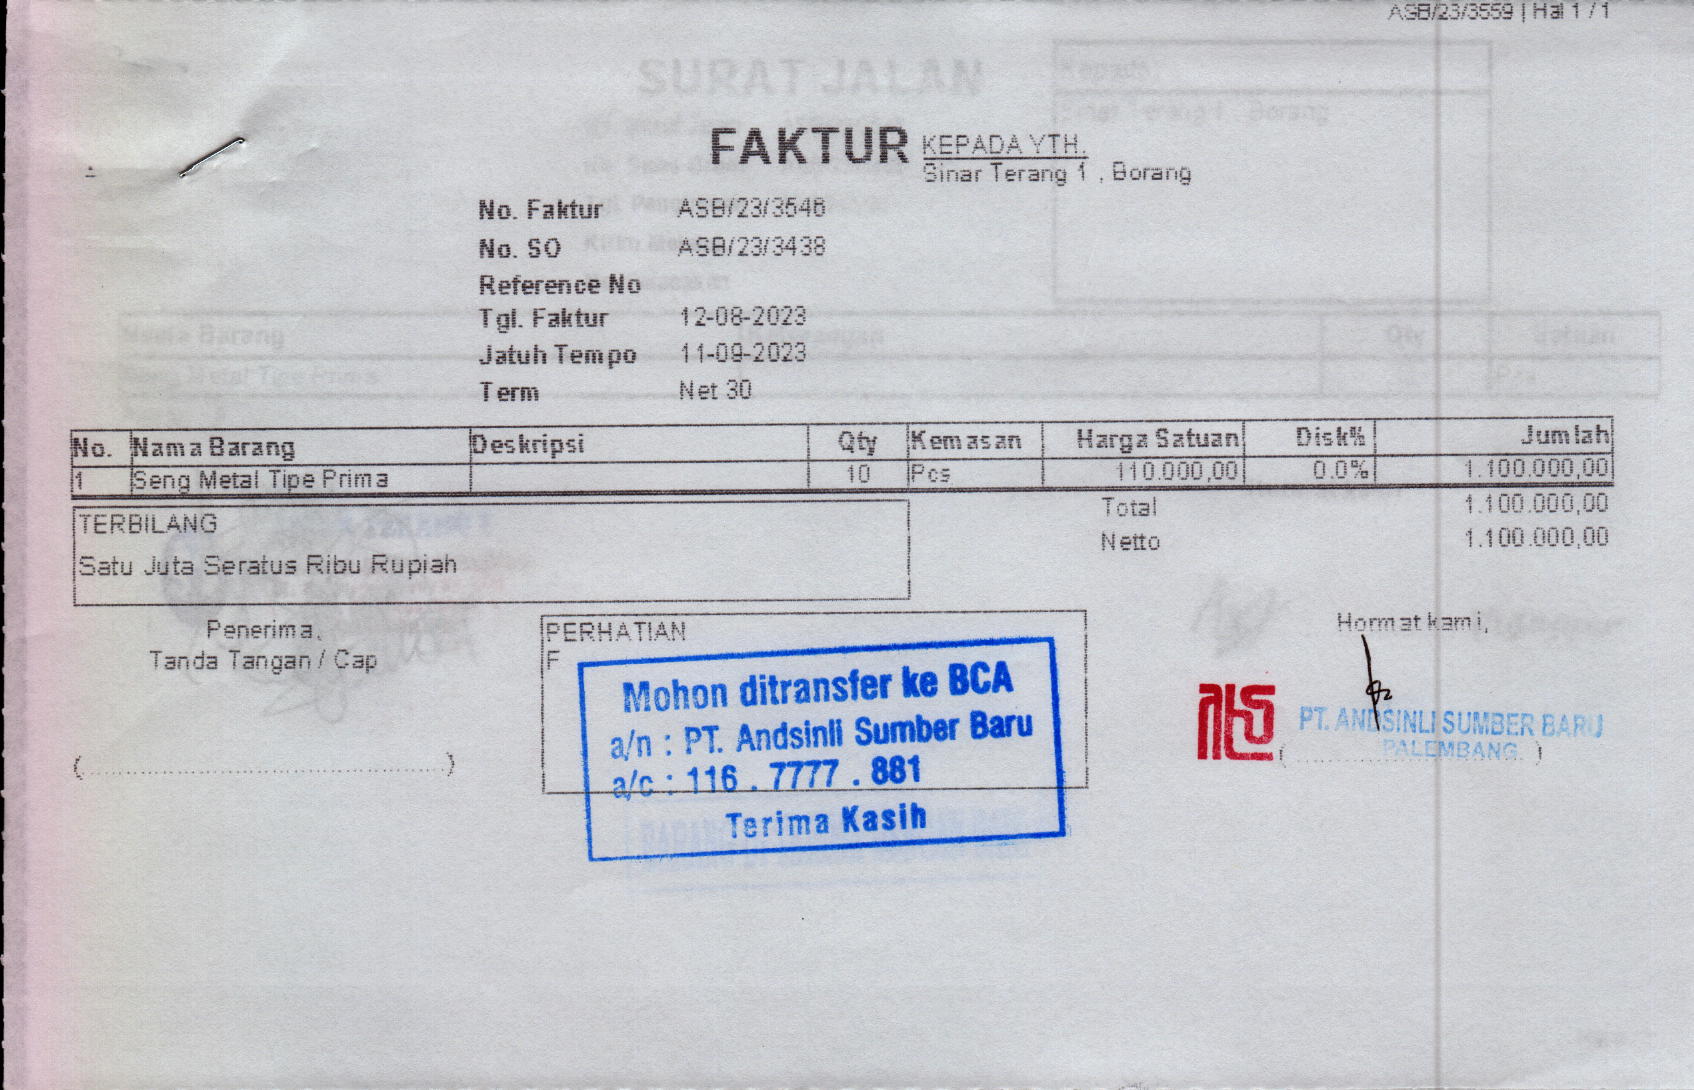 ASB/23/3559 | Hal 1 / 1
SURAT JALAN
FAKTUR
KEPADA YTH.
Sinar Terang 1 , Borang
No. Faktur ASB/23/3546
No. SO ASB/23/3438
Reference No
Tgl. Faktur 12-08-2023
Jatuh Tempo 11-09-2023
Term Net 30
No. Nama Barang Deskripsi Qty Kemasan Harga Satuan Disk% Jumlah
1 Seng Metal Tipe Prima 10 Pcs 110.000,00 0.0% 1.100.000,00
Total 1.100.000,00
Netto 1.100.000,00
TERBILANG
Satu Juta Seratus Ribu Rupiah
Penerima,
Tanda Tangan / Cap
(....................)
PERHATIAN
F
Mohon ditransfer ke BCA
a/n : PT. Andsinli Sumber Baru
a/c : 116 . 7777 . 881
Terima Kasih
Hormat kami,
PT. ANDSINLI SUMBER BARU
PALEMBANG.
(....................)